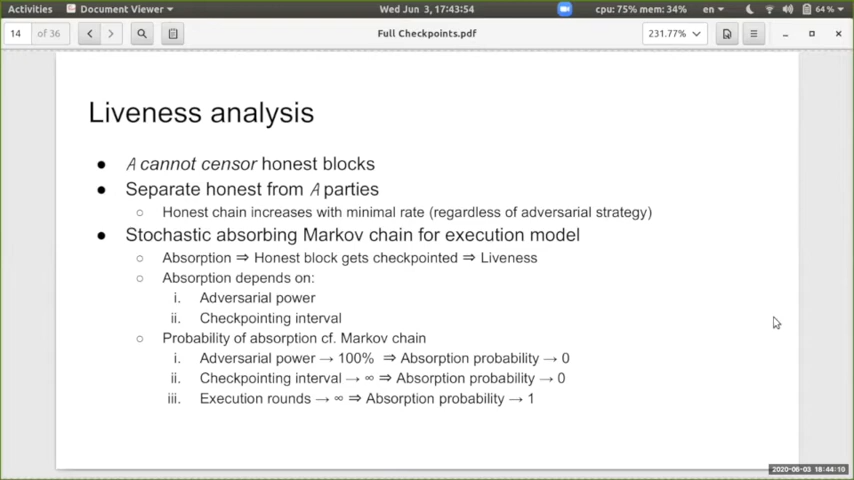 Activities Document Viewer Wed Jun 3, 17:43:54 cpu: 75% mem: 34% en 64 %
14 of 36 Full Checkpoints.pdf 231.77%
Liveness analysis
● A cannot censor honest blocks
● Separate honest from A parties
○ Honest chain increases with minimal rate (regardless of adversarial strategy)
● Stochastic absorbing Markov chain for execution model
○ Absorption ⇒ Honest block gets checkpointed ⇒ Liveness
○ Absorption depends on:
i. Adversarial power
ii. Checkpointing interval
○ Probability of absorption cf. Markov chain
i. Adversarial power → 100% ⇒ Absorption probability → 0
ii. Checkpointing interval → ∞ ⇒ Absorption probability → 0
iii. Execution rounds → ∞ ⇒ Absorption probability → 1
2020-06-03 18:44:10